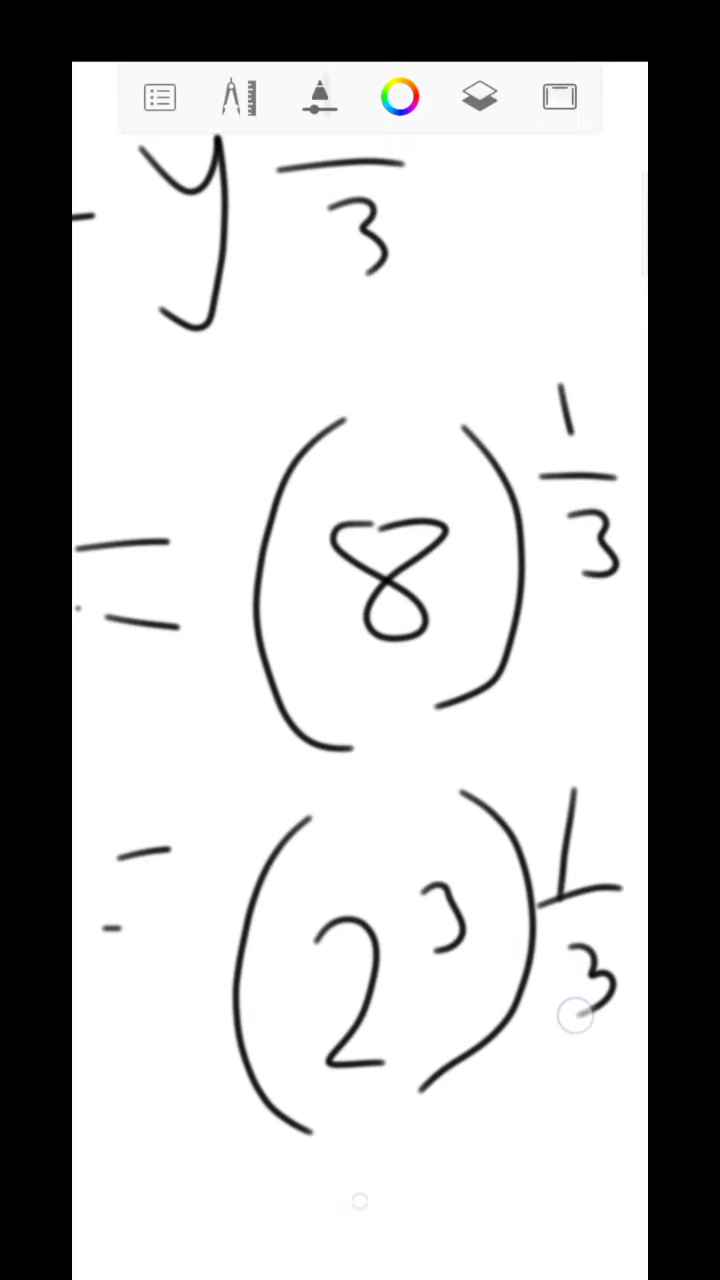 - y —/3
= (8)^1/3
= (2^3)^1/3